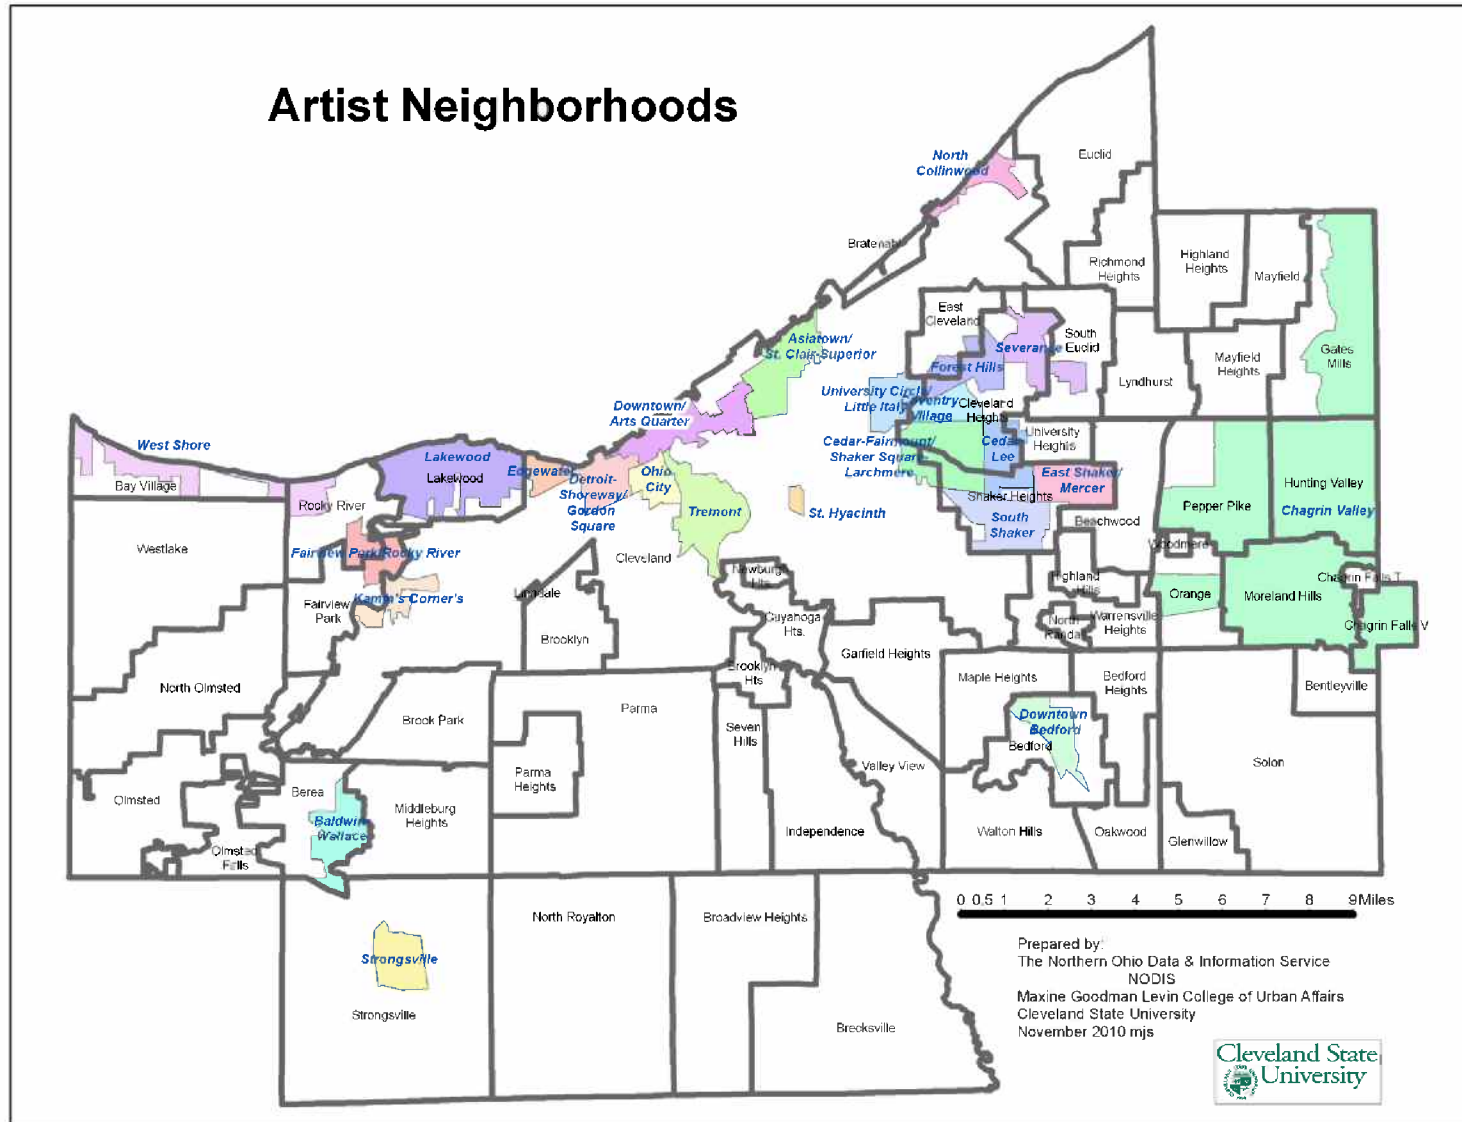 Artist Neighborhoods
North
Collinwood
Euclid
Bratenahl
Richmond
Heights
Highland
Heights
Mayfield
East
Cleveland
Asiatown/
St. Clair-Superior
Severance
South
Euclid
Gates
Mills
Mayfield
Heights
Forest Hills
Lyndhurst
University Circle/
Little Italy
Coventry
Village
Cleveland
Heights
Downtown/
Arts Quarter
University
Heights
Cedar-Fairmount/
Shaker Square-
Larchmere
Cedar
Lee
West Shore
Lakewood
Lakewood
Edgewater
Detroit-
Shoreway/
Gordon
Square
Ohio
City
East Shaker/
Mercer
Bay Village
Rocky River
Shaker Heights
Hunting Valley
Pepper Pike
Chagrin Valley
Tremont
St. Hyacinth
South
Shaker
Beachwood
Westlake
Fairview Park/Rocky River
Cleveland
Woodmere
Newburgh
Hts.
Highland
Hills
Chagrin Falls T
Kamm's Corner's
Linndale
Fairview
Park
Orange
Moreland Hills
Cuyahoga
Hts.
North
Randall
Warrensville
Heights
Chagrin Falls V
Brooklyn
Garfield Heights
Brooklyn
Hts
Maple Heights
Bedford
Heights
North Olmsted
Bentleyville
Brook Park
Parma
Downtown
Bedford
Bedford
Seven
Hills
Valley View
Solon
Parma
Heights
Berea
Olmsted
Middleburg
Heights
Baldwin
Wallace
Independence
Walton Hills
Oakwood
Glenwillow
Olmsted
Falls
0 0.5 1 2 3 4 5 6 7 8 9 Miles
North Royalton
Broadview Heights
Strongsville
Strongsville
Brecksville
Prepared by:
The Northern Ohio Data & Information Service
NODIS
Maxine Goodman Levin College of Urban Affairs
Cleveland State University
November 2010 mjs
Cleveland State
University